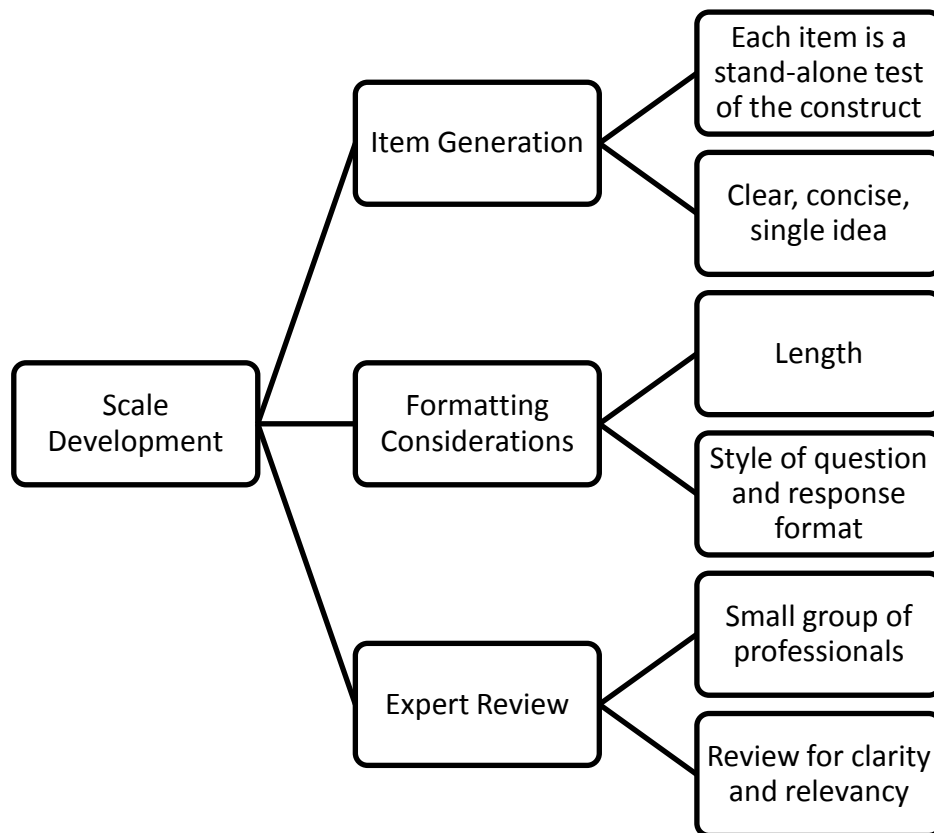 Scale
Development
Item Generation
Each item is a
stand-alone test
of the construct
Clear, concise,
single idea
Formatting
Considerations
Length
Style of question
and response
format
Expert Review
Small group of
professionals
Review for clarity
and relevancy